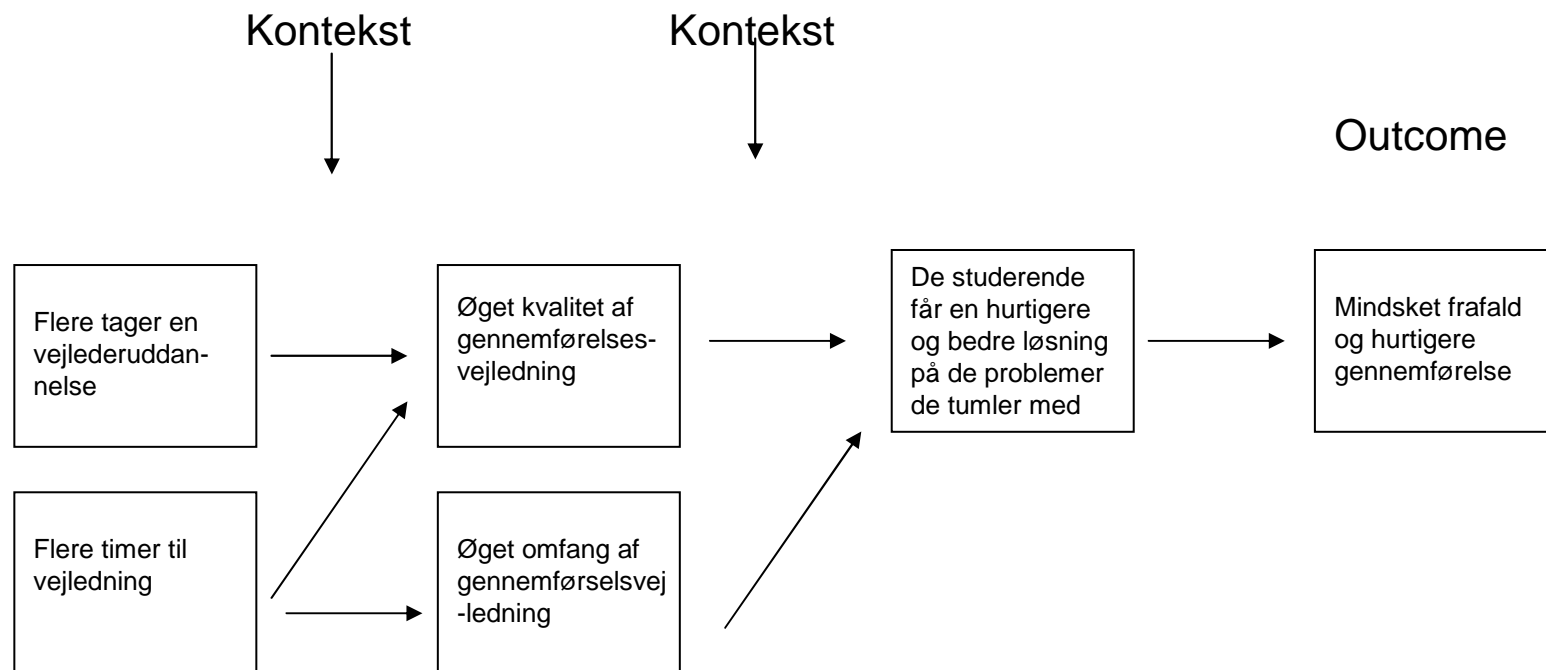 Kontekst
Kontekst
Outcome
Flere tager en
vejlederuddan-
nelse
Øget kvalitet af
gennemførelses-
vejledning
De studerende
får en hurtigere
og bedre løsning
på de problemer
de tumler med
Mindsket frafald
og hurtigere
gennemførelse
Flere timer til
vejledning
Øget omfang af
gennemførselsvej
-ledning